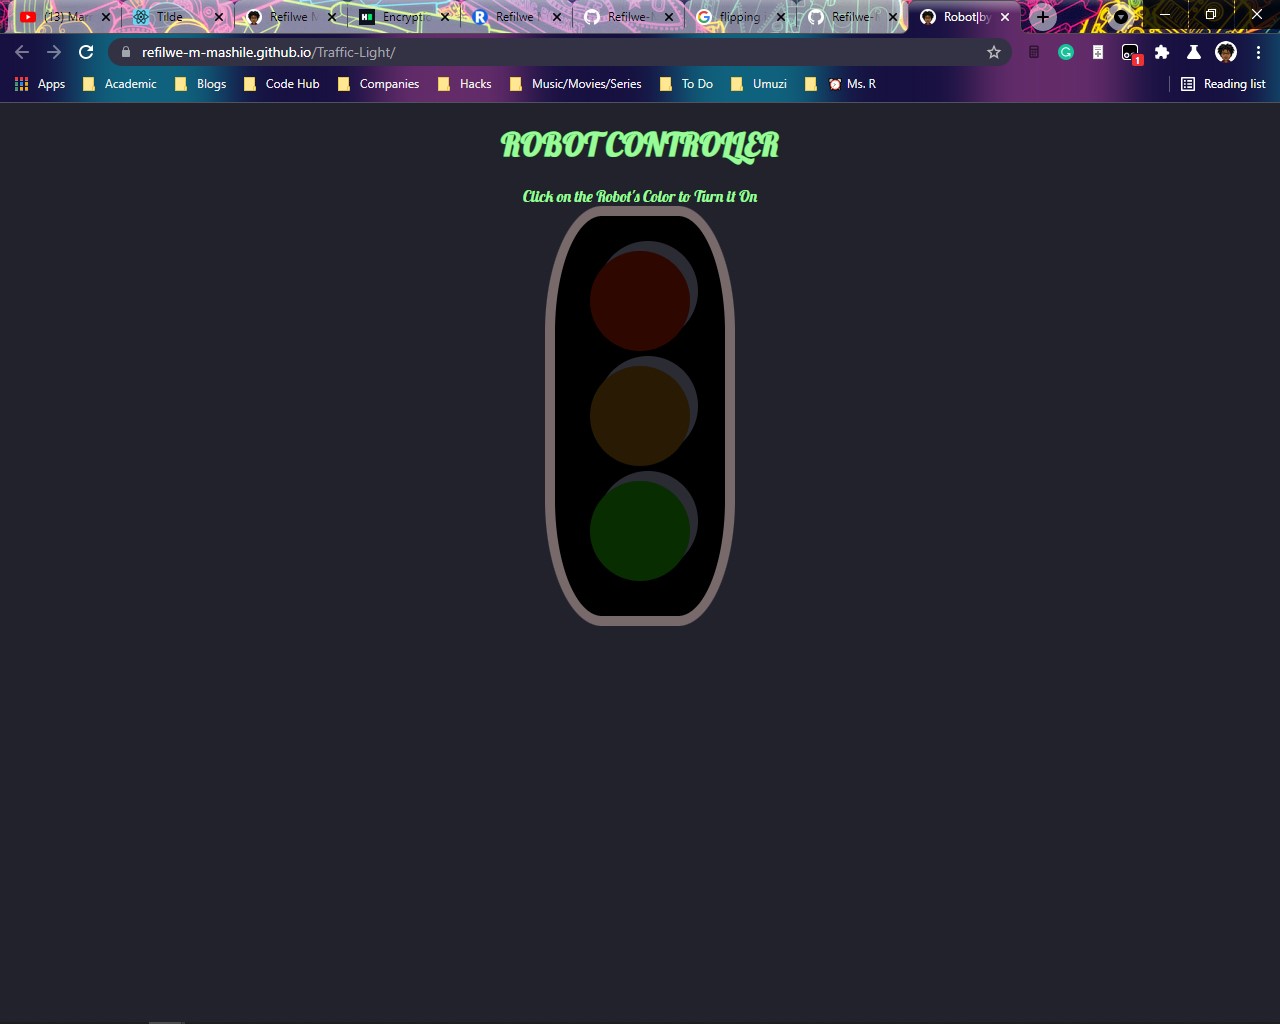 (13) Mar
Tilde
Refilwe M
Encryptic
Refilwe
Refilwe-
flipping
Refilwe-
Robot|by
refilwe-m-mashile.github.io/Traffic-Light/
1
Apps
Academic
Blogs
Code Hub
Companies
Hacks
Music/Movies/Series
To Do
Umuzi
Ms. R
Reading list
ROBOT CONTROLLER
Click on the Robot's Color to Turn it On